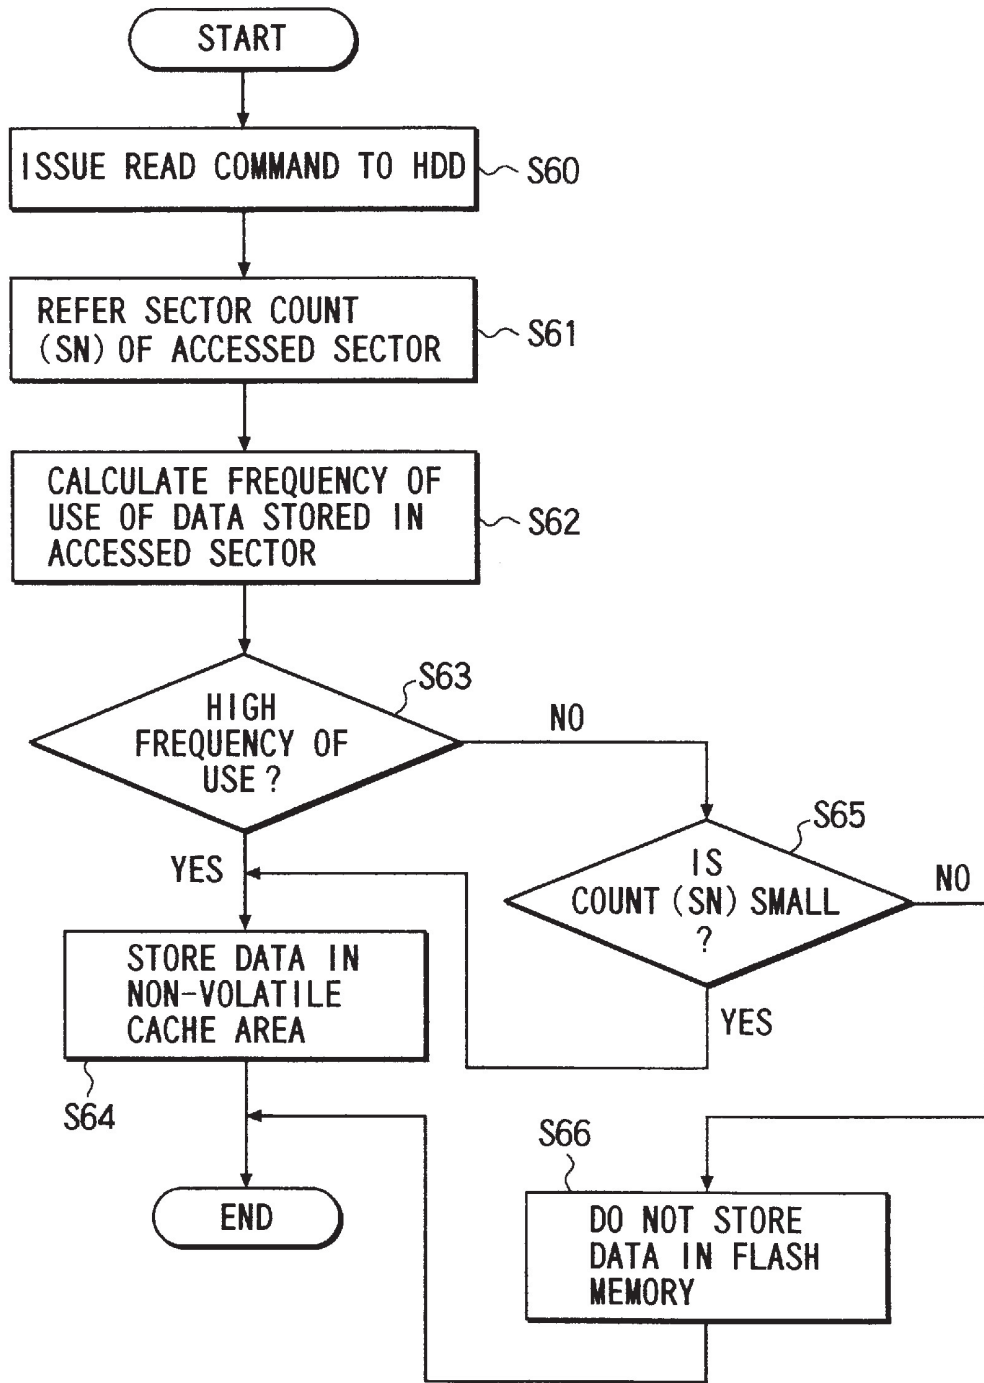 START
ISSUE READ COMMAND TO HDD
S60
REFER SECTOR COUNT
(SN) OF ACCESSED SECTOR
S61
CALCULATE FREQUENCY OF
USE OF DATA STORED IN
ACCESSED SECTOR
S62
HIGH
FREQUENCY OF
USE?
S63
NO
YES
IS
COUNT (SN) SMALL
?
S65
NO
YES
STORE DATA IN
NON-VOLATILE
CACHE AREA
S64
S66
DO NOT STORE
DATA IN FLASH
MEMORY
END